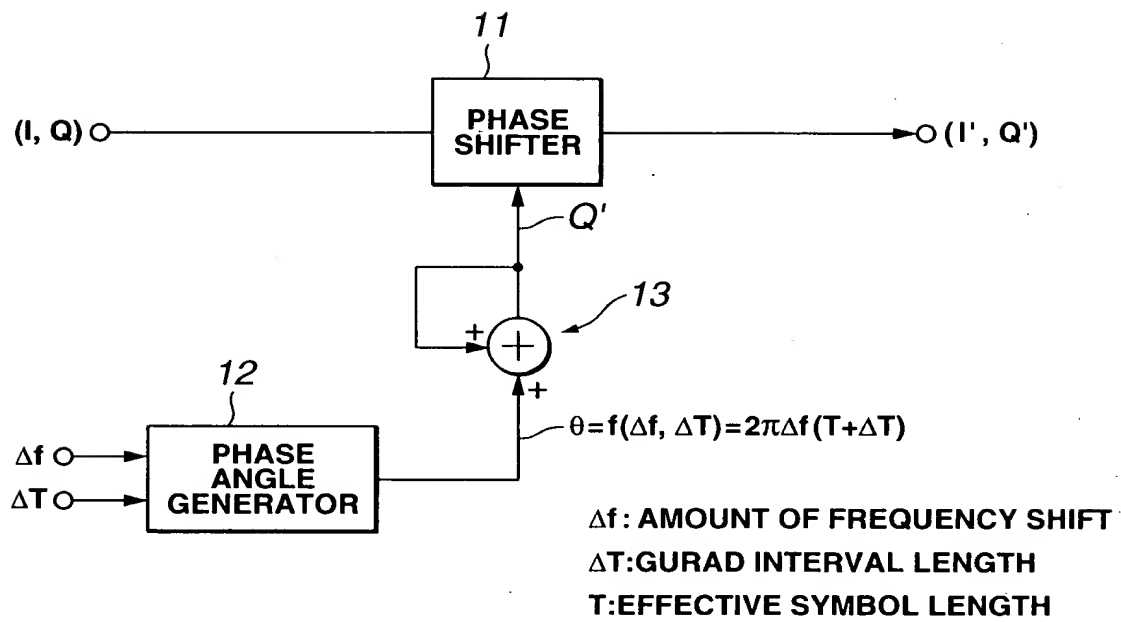 11
(I, Q)
PHASE
SHIFTER
(I', Q')
Q'
13
+
+
+
12
Δf
ΔT
PHASE
ANGLE
GENERATOR
θ=f(Δf, ΔT)=2πΔf(T+ΔT)
Δf: AMOUNT OF FREQUENCY SHIFT
ΔT:GURAD INTERVAL LENGTH
T:EFFECTIVE SYMBOL LENGTH